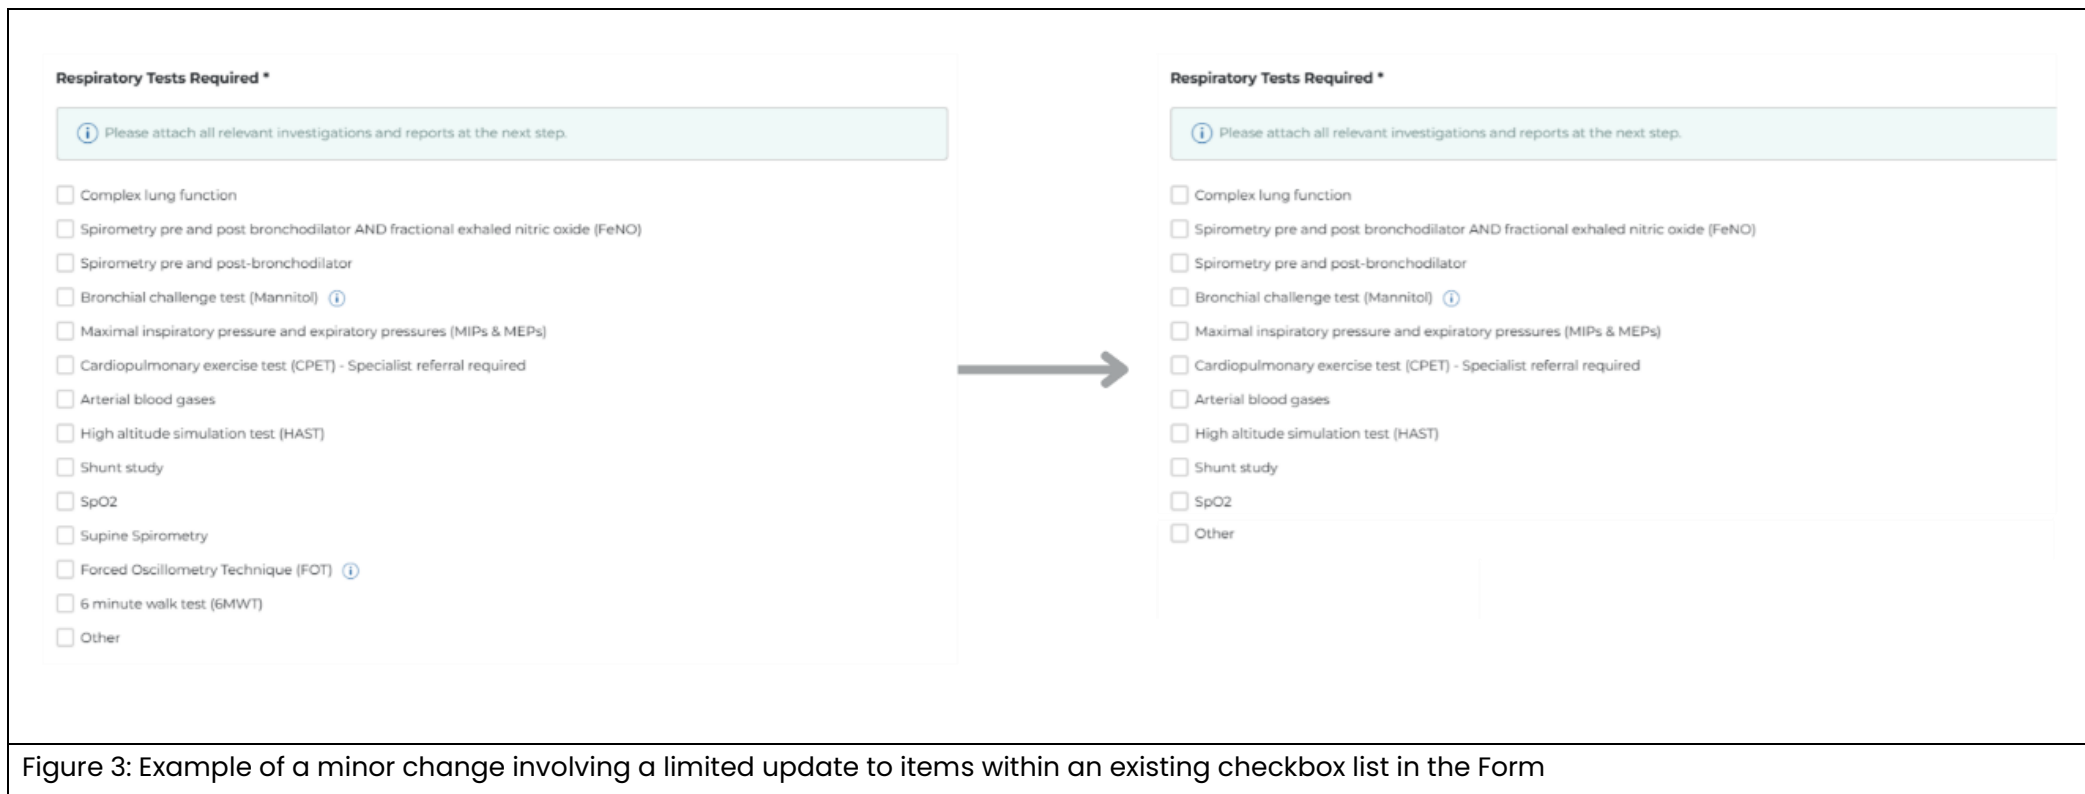 Respiratory Tests Required *
Please attach all relevant investigations and reports at the next step.
Complex lung function
Spirometry pre and post bronchodilator AND fractional exhaled nitric oxide (FeNO)
Spirometry pre and post-bronchodilator
Bronchial challenge test (Mannitol)
Maximal inspiratory pressure and expiratory pressures (MIPs & MEPs)
Cardiopulmonary exercise test (CPET) - Specialist referral required
Arterial blood gases
High altitude simulation test (HAST)
Shunt study
SpO2
Supine Spirometry
Forced Oscillometry Technique (FOT)
6 minute walk test (6MWT)
Other
Respiratory Tests Required *
Please attach all relevant investigations and reports at the next step.
Complex lung function
Spirometry pre and post bronchodilator AND fractional exhaled nitric oxide (FeNO)
Spirometry pre and post-bronchodilator
Bronchial challenge test (Mannitol)
Maximal inspiratory pressure and expiratory pressures (MIPs & MEPs)
Cardiopulmonary exercise test (CPET) - Specialist referral required
Arterial blood gases
High altitude simulation test (HAST)
Shunt study
SpO2
Other
Figure 3: Example of a minor change involving a limited update to items within an existing checkbox list in the Form